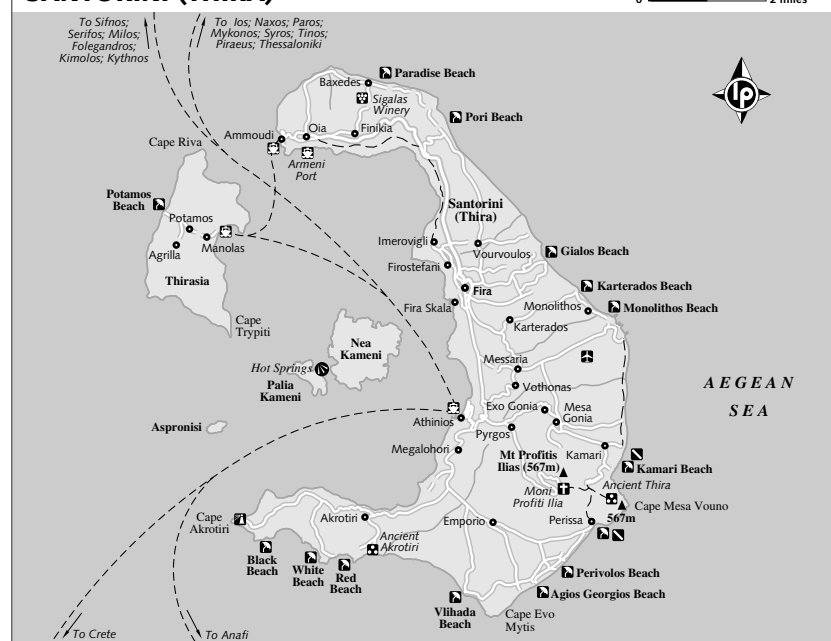 SANTORINI (THIRA)
0 2 miles
To Sifnos;
Serifos; Milos;
Folegandros;
Kimolos; Kythnos
To Ios; Naxos; Paros;
Mykonos; Syros; Tinos;
Piraeus; Thessaloniki
lp
Paradise Beach
Baxedes
Sigalas
Winery
Pori Beach
Ammoudi
Oia
Finikia
Cape Riva
Armeni
Port
Potamos
Beach
Potamos
Agrilla
Manolas
Thirasia
Cape
Trypiti
Santorini
(Thira)
Imerovigli
Vourvoulos
Gialos Beach
Firostefani
Fira
Karterados Beach
Fira Skala
Monolithos
Monolithos Beach
Karterados
Nea
Kameni
Hot Springs
Palia
Kameni
Messaria
Vothonas
AEGEAN
SEA
Aspronisi
Athinios
Exo Gonia
Mesa
Gonia
Pyrgos
Megalohori
Mt Profitis
Ilias (567m)
Kamari
Kamari Beach
Moni
Profiti Ilia
Ancient Thira
Cape Mesa Vouno
567m
Cape
Akrotiri
Akrotiri
Ancient
Akrotiri
Emporio
Perissa
Black
Beach
White
Beach
Red
Beach
Perivolos Beach
Agios Georgios Beach
Vlihada
Beach
Cape Evo
Mytis
To Crete
To Anafi